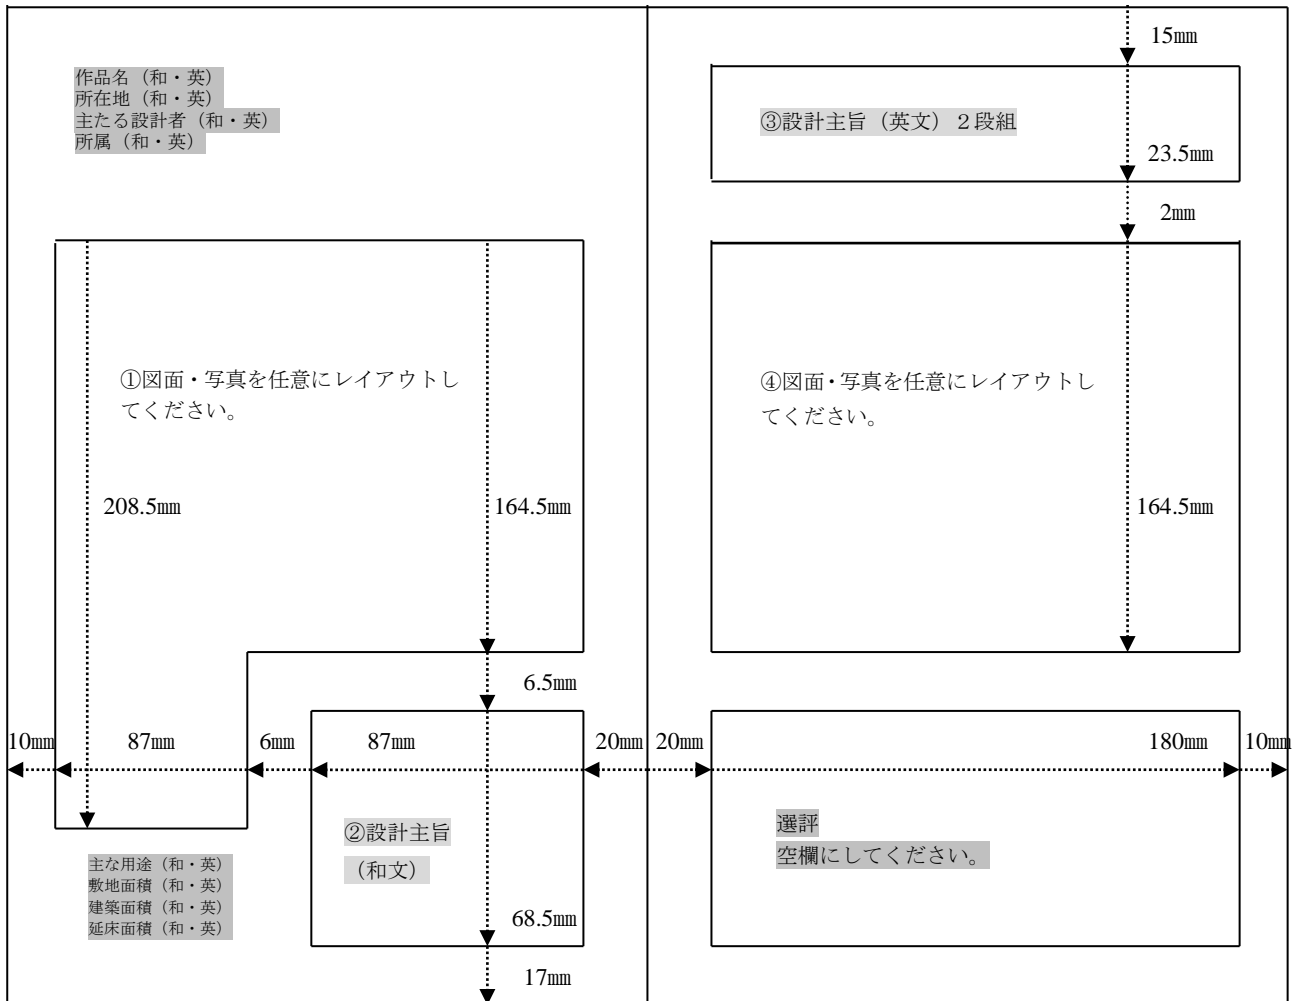 作品名（和・英）
所在地（和・英）
主たる設計者（和・英）
所属（和・英）
①図面・写真を任意にレイアウトし
てください。
208.5㎜
164.5㎜
6.5㎜
10㎜
87㎜
6㎜
87㎜
20㎜
②設計主旨
（和文）
主な用途（和・英）
敷地面積（和・英）
建築面積（和・英）
延床面積（和・英）
68.5㎜
17㎜
15㎜
③設計主旨（英文）２段組
23.5㎜
2㎜
④図面・写真を任意にレイアウトし
てください。
164.5㎜
20㎜
180㎜
10㎜
選評
空欄にしてください。